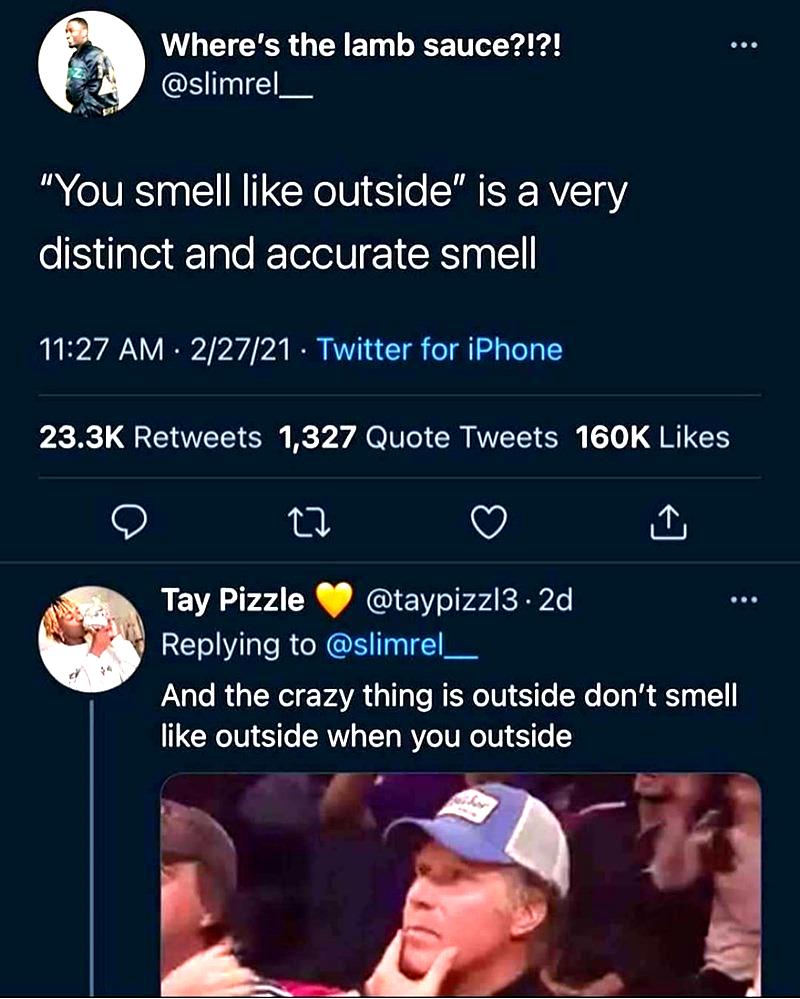 Where's the lamb sauce?!?!
@slimrel__
“You smell like outside” is a very
distinct and accurate smell
11:27 AM · 2/27/21 · Twitter for iPhone
23.3K Retweets 1,327 Quote Tweets 160K Likes
Tay Pizzle 💛 @taypizzl3 · 2d
Replying to @slimrel__
And the crazy thing is outside don't smell
like outside when you outside